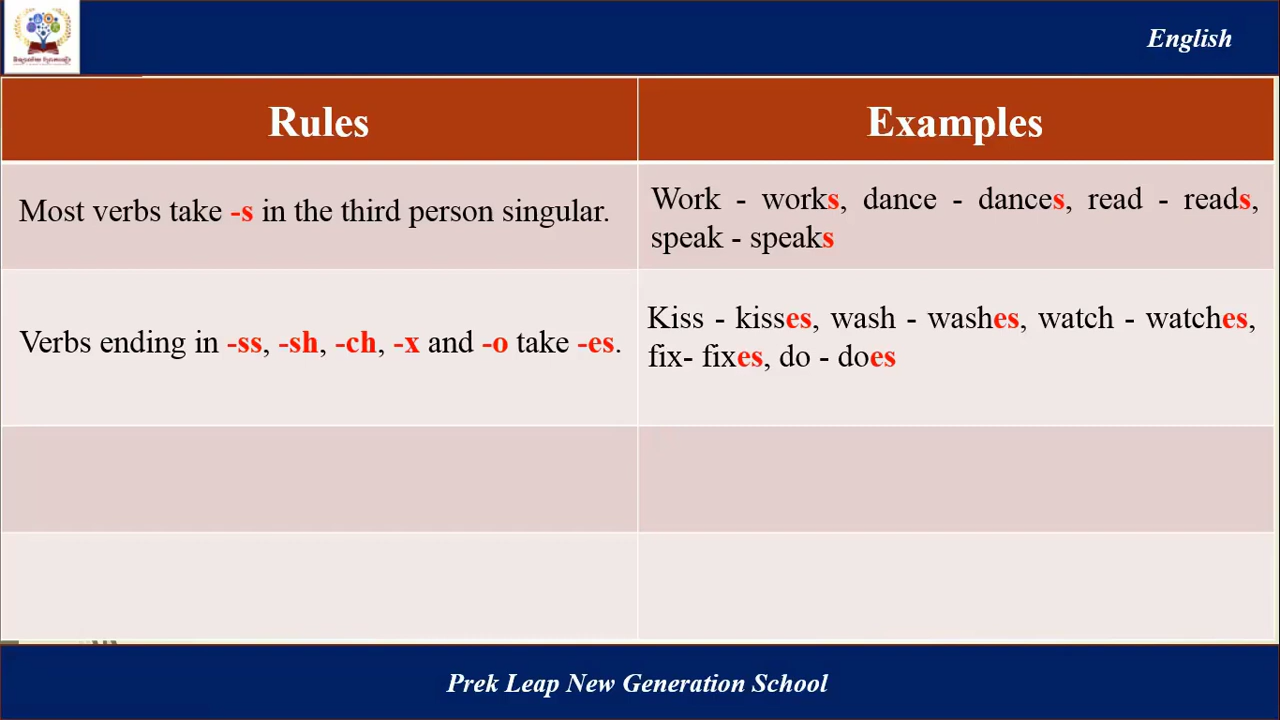 English
Rules
Examples
Most verbs take -s in the third person singular.
Work - works, dance - dances, read - reads,
speak - speaks
Verbs ending in -ss, -sh, -ch, -x and -o take -es.
Kiss - kisses, wash - washes, watch - watches,
fix- fixes, do - does
Prek Leap New Generation School